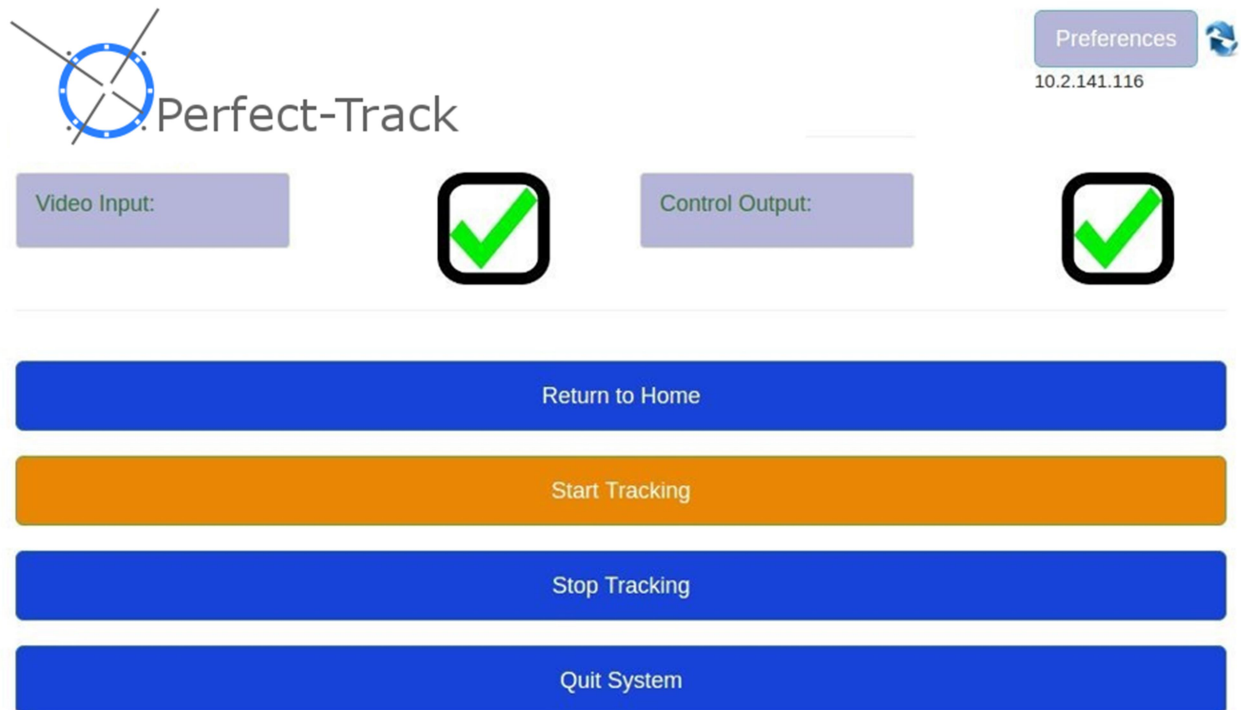 Preferences
10.2.141.116
Perfect-Track
Video Input:
Control Output:
Return to Home
Start Tracking
Stop Tracking
Quit System